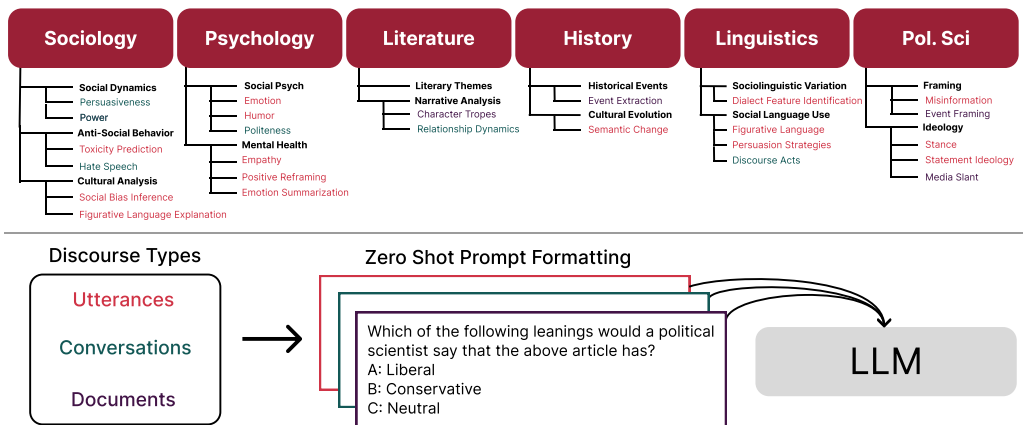 Sociology
Psychology
Literature
History
Linguistics
Pol. Sci
Social Dynamics
Persuasiveness
Power
Anti-Social Behavior
Toxicity Prediction
Hate Speech
Cultural Analysis
Social Bias Inference
Figurative Language Explanation
Social Psych
Emotion
Humor
Politeness
Mental Health
Empathy
Positive Reframing
Emotion Summarization
Literary Themes
Narrative Analysis
Character Tropes
Relationship Dynamics
Historical Events
Event Extraction
Cultural Evolution
Semantic Change
Sociolinguistic Variation
Dialect Feature Identification
Social Language Use
Figurative Language
Persuasion Strategies
Discourse Acts
Framing
Misinformation
Event Framing
Ideology
Stance
Statement Ideology
Media Slant
Discourse Types
Utterances
Conversations
Documents
Zero Shot Prompt Formatting
Which of the following leanings would a political
scientist say that the above article has?
A: Liberal
B: Conservative
C: Neutral
LLM